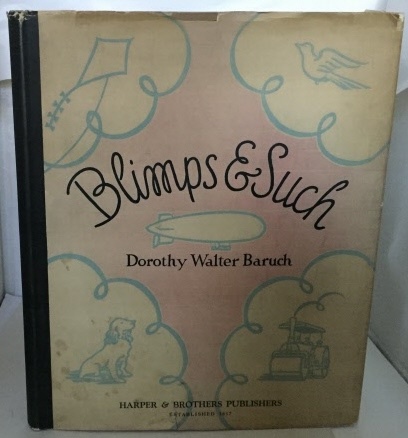 Blimps & Such
Dorothy Walter Baruch
HARPER & BROTHERS PUBLISHERS
ESTABLISHED 1817